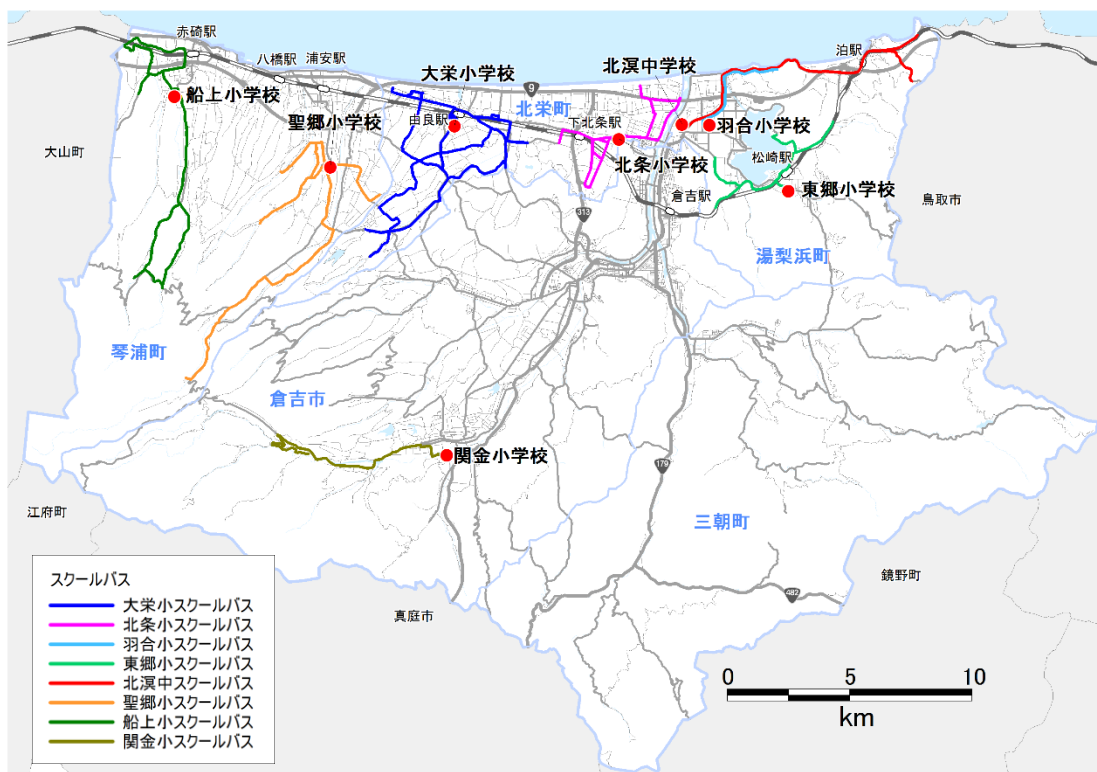 赤碕駅
八橋駅
浦安駅
大栄小学校
北溟中学校
泊駅
9
北栄町
船上小学校
聖郷小学校
由良駅
下北条駅
羽合小学校
北条小学校
松崎駅
大山町
倉吉駅
東郷小学校
鳥取市
313
湯梨浜町
琴浦町
倉吉市
関金小学校
179
三朝町
江府町
鏡野町
482
真庭市
スクールバス
大栄小スクールバス
北条小スクールバス
羽合小スクールバス
東郷小スクールバス
北溟中スクールバス
聖郷小スクールバス
船上小スクールバス
関金小スクールバス
0 5 10
km